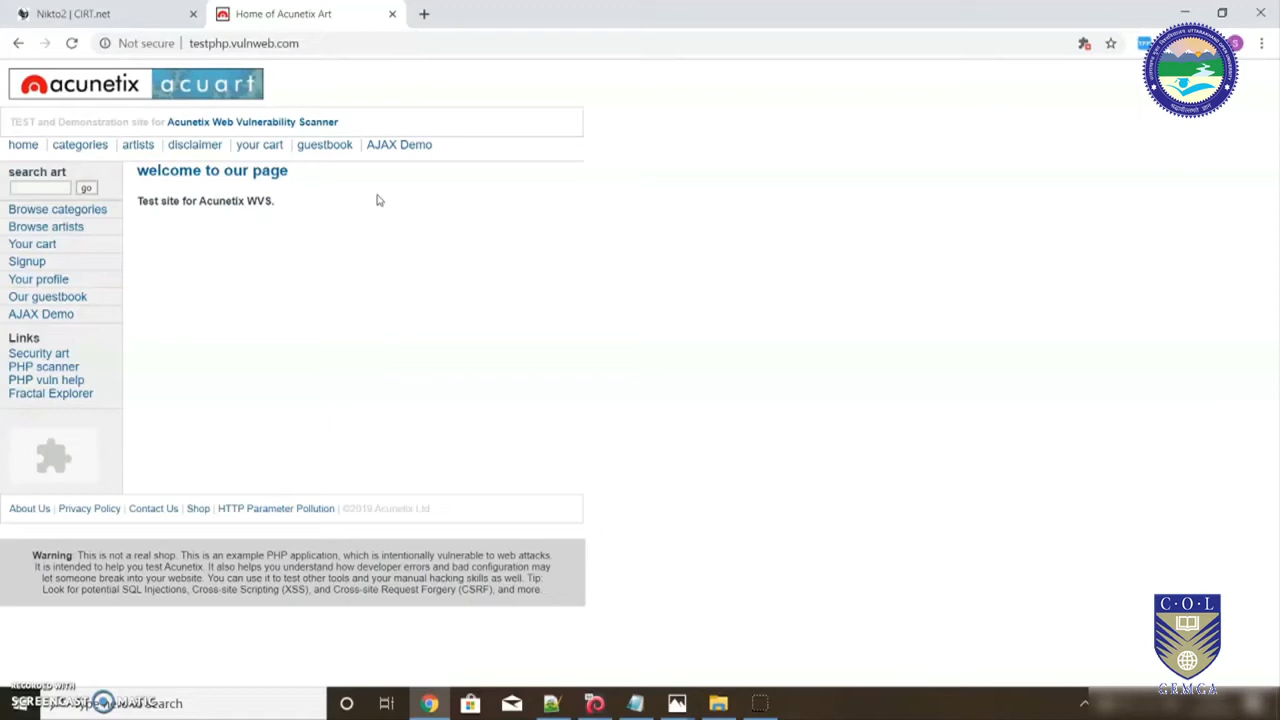 Nikto2 | CIRT.net
Home of Acunetix Art
Not secure | testphp.vulnweb.com
acunetix acuart
TEST and Demonstration site for Acunetix Web Vulnerability Scanner
home | categories | artists | disclaimer | your cart | guestbook | AJAX Demo
search art
go
Browse categories
Browse artists
Your cart
Signup
Your profile
Our guestbook
AJAX Demo
Links
Security art
PHP scanner
PHP vuln help
Fractal Explorer
welcome to our page
Test site for Acunetix WVS.
About Us | Privacy Policy | Contact Us | Shop | HTTP Parameter Pollution | ©2019 Acunetix Ltd
Warning: This is not a real shop. This is an example PHP application, which is intentionally vulnerable to web attacks.
It is intended to help you test Acunetix. It also helps you understand how developer errors and bad configuration may
let someone break into your website. You can use it to test other tools and your manual hacking skills as well. Tip:
Look for potential SQL Injections, Cross-site Scripting (XSS), and Cross-site Request Forgery (CSRF), and more.
C·O·L
RECORDED WITH
SCREENCAST MATIC
Search